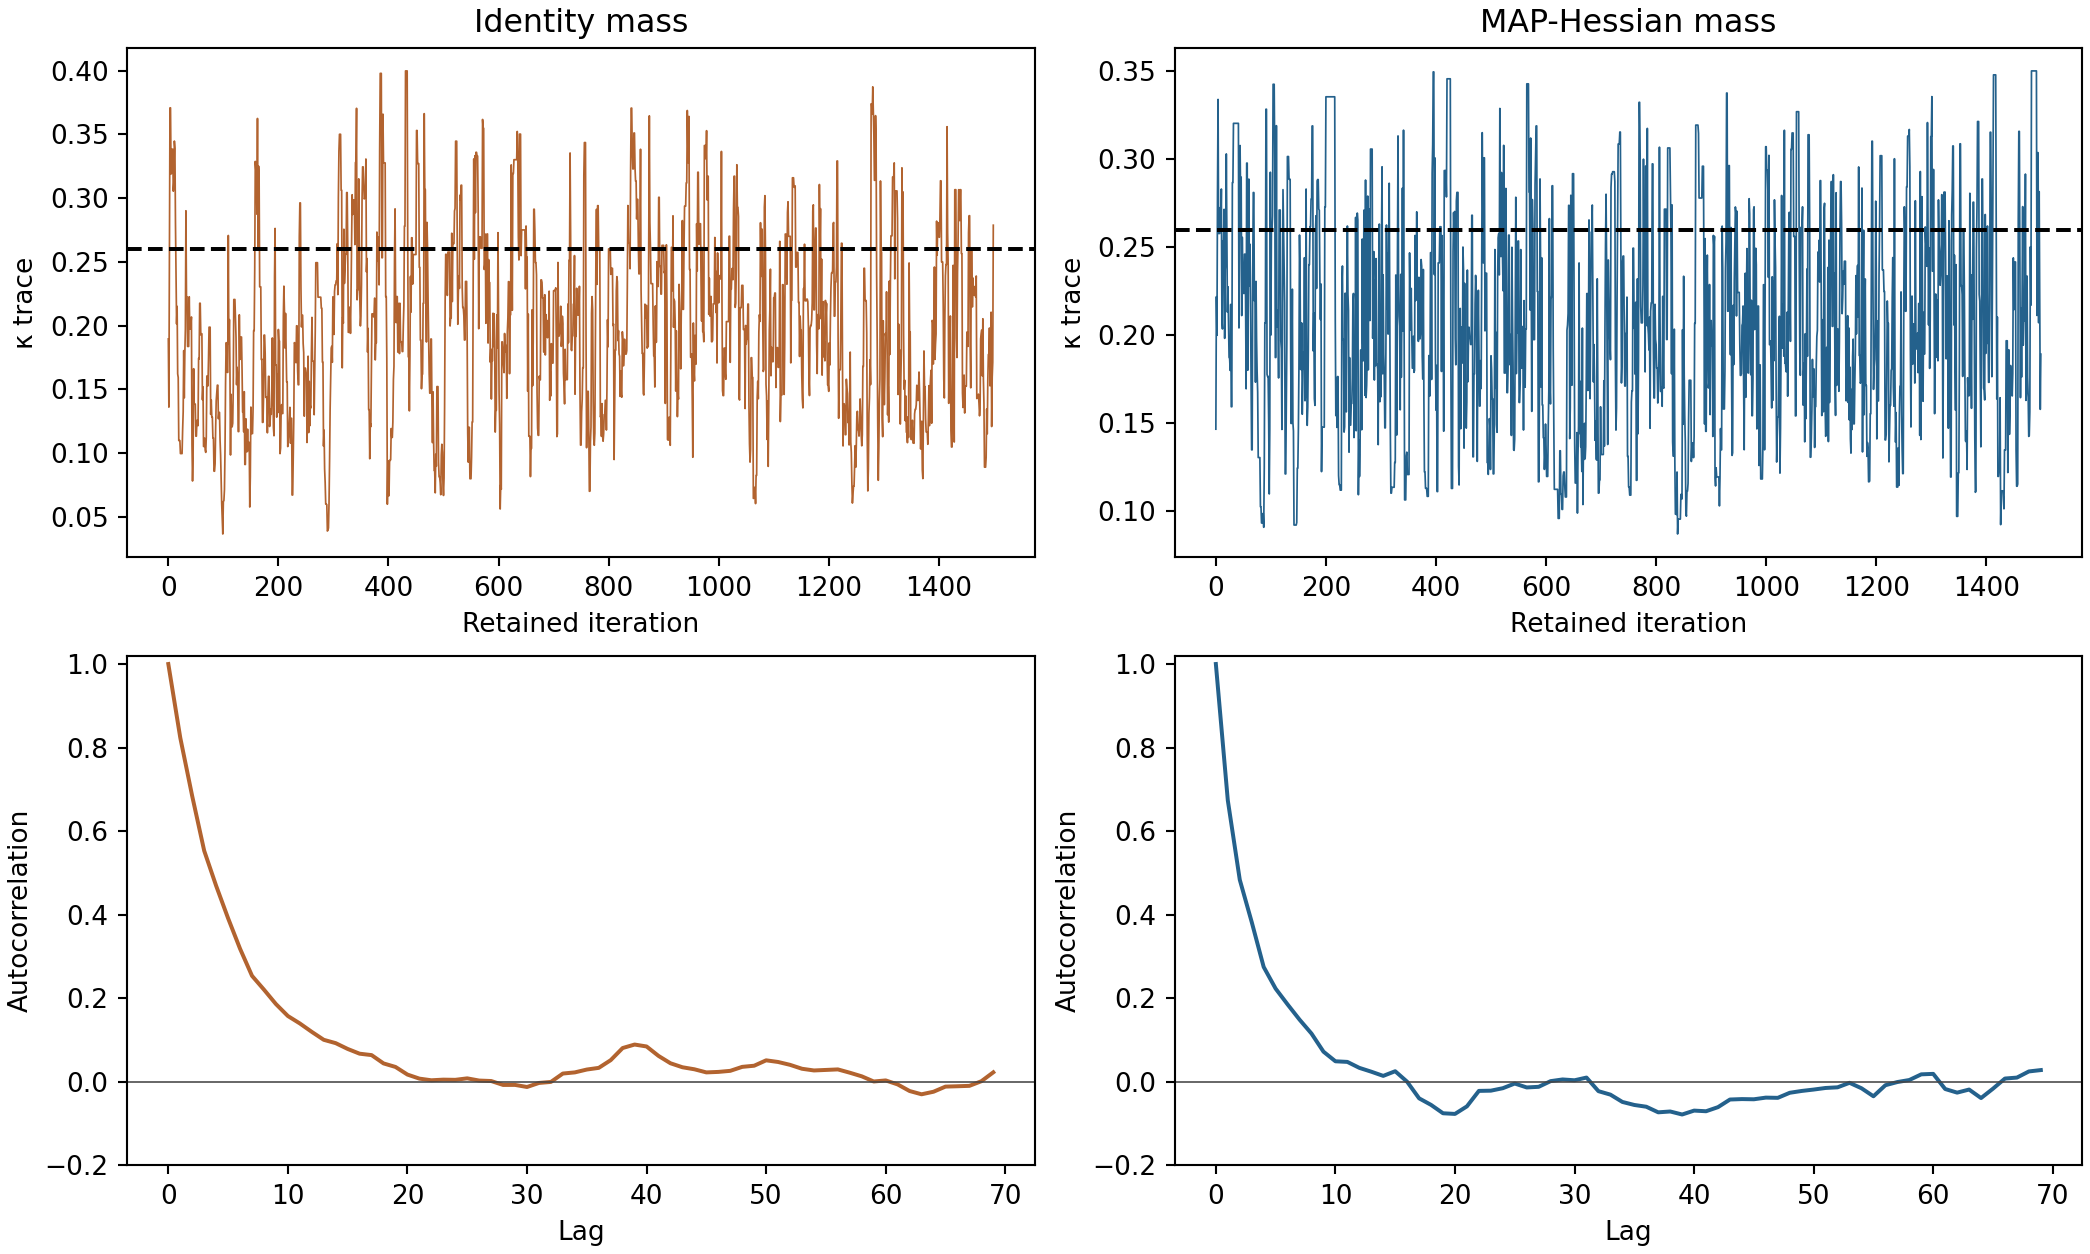 Identity mass
κ trace
0.40
0.35
0.30
0.25
0.20
0.15
0.10
0.05
0 200 400 600 800 1000 1200 1400
Retained iteration
MAP-Hessian mass
κ trace
0.35
0.30
0.25
0.20
0.15
0.10
0 200 400 600 800 1000 1200 1400
Retained iteration
Autocorrelation
1.0
0.8
0.6
0.4
0.2
0.0
−0.2
0 10 20 30 40 50 60 70
Lag
Autocorrelation
1.0
0.8
0.6
0.4
0.2
0.0
−0.2
0 10 20 30 40 50 60 70
Lag